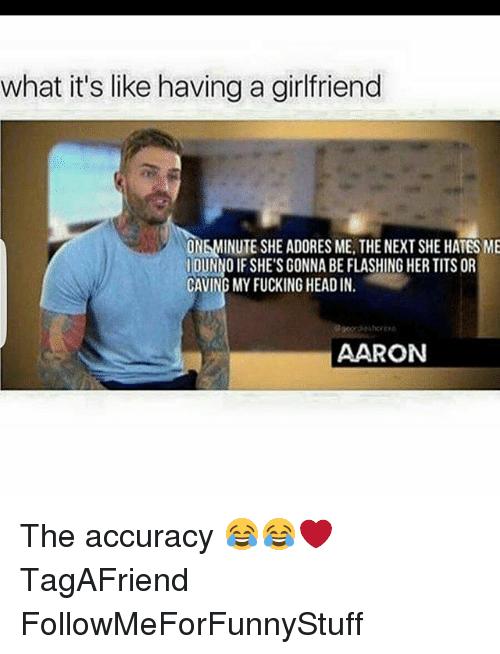 what it's like having a girlfriend
ONE MINUTE SHE ADORES ME, THE NEXT SHE HATES ME
I DUNNO IF SHE'S GONNA BE FLASHING HER TITS OR
CAVING MY FUCKING HEAD IN.
@geordieshorexo
AARON
The accuracy 😂😂❤
TagAFriend
FollowMeForFunnyStuff